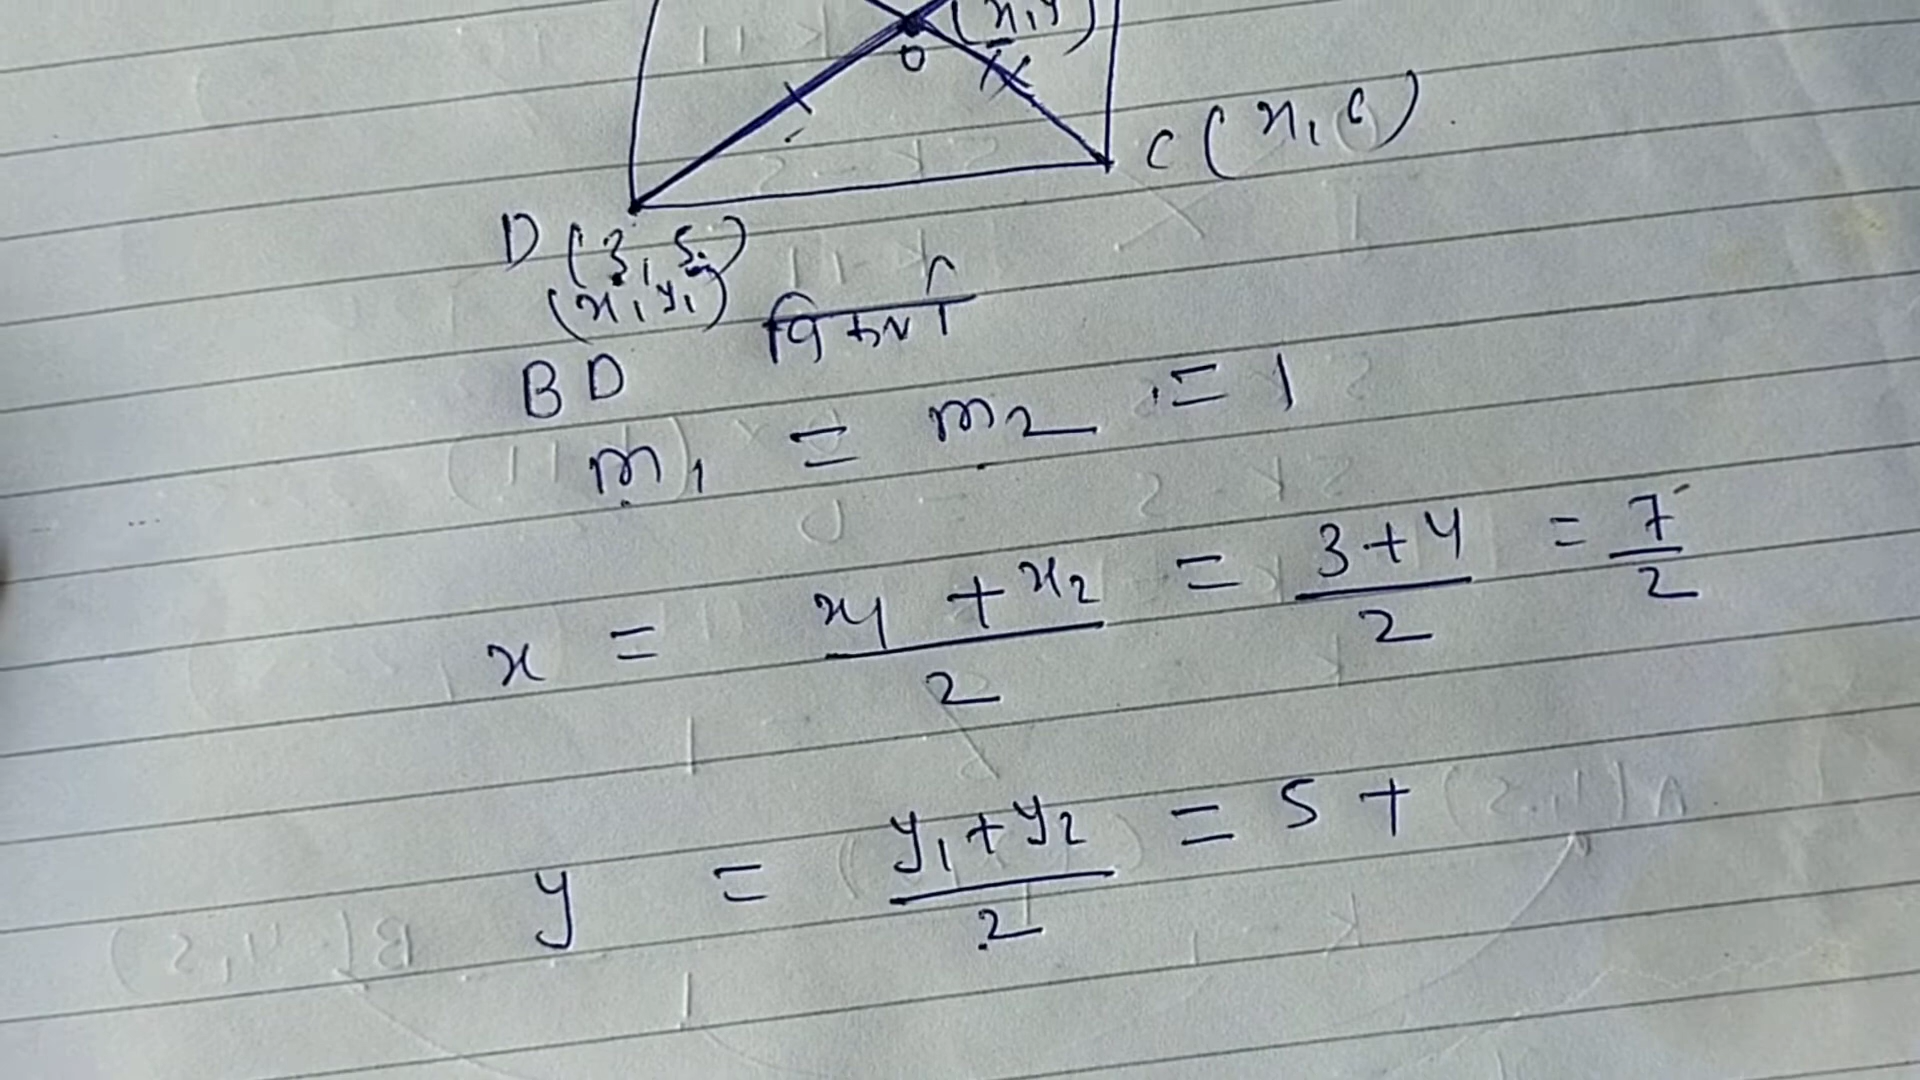 (x, y)
O
C (x, 6)
D (3, 5)
(x1 y1)
BD
m1 = m2 = 1
x = x1 + x2 / 2 = 3 + 4 / 2 = 7 / 2
y = y1 + y2 / 2 = 5 +